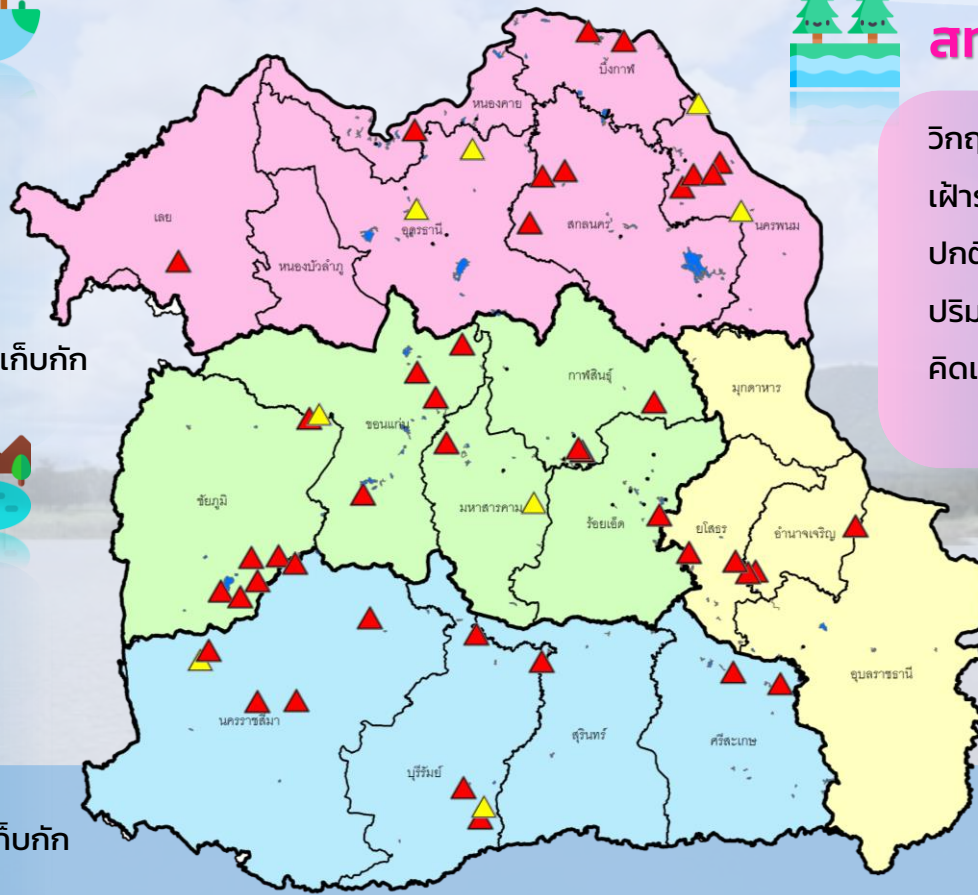 สท
วิกฤ
เฝ้าร
ปกติ
ปริม
คิดเ
เก็บกัก
ก็บกัก
บึงกาฬ
หนองคาย
เลย
อุดรธานี
สกลนคร
นครพนม
หนองบัวลำภู
กาฬสินธุ์
มุกดาหาร
ขอนแก่น
ชัยภูมิ
มหาสารคาม
ร้อยเอ็ด
ยโสธร
อำนาจเจริญ
อุบลราชธานี
นครราชสีมา
สุรินทร์
ศรีสะเกษ
บุรีรัมย์